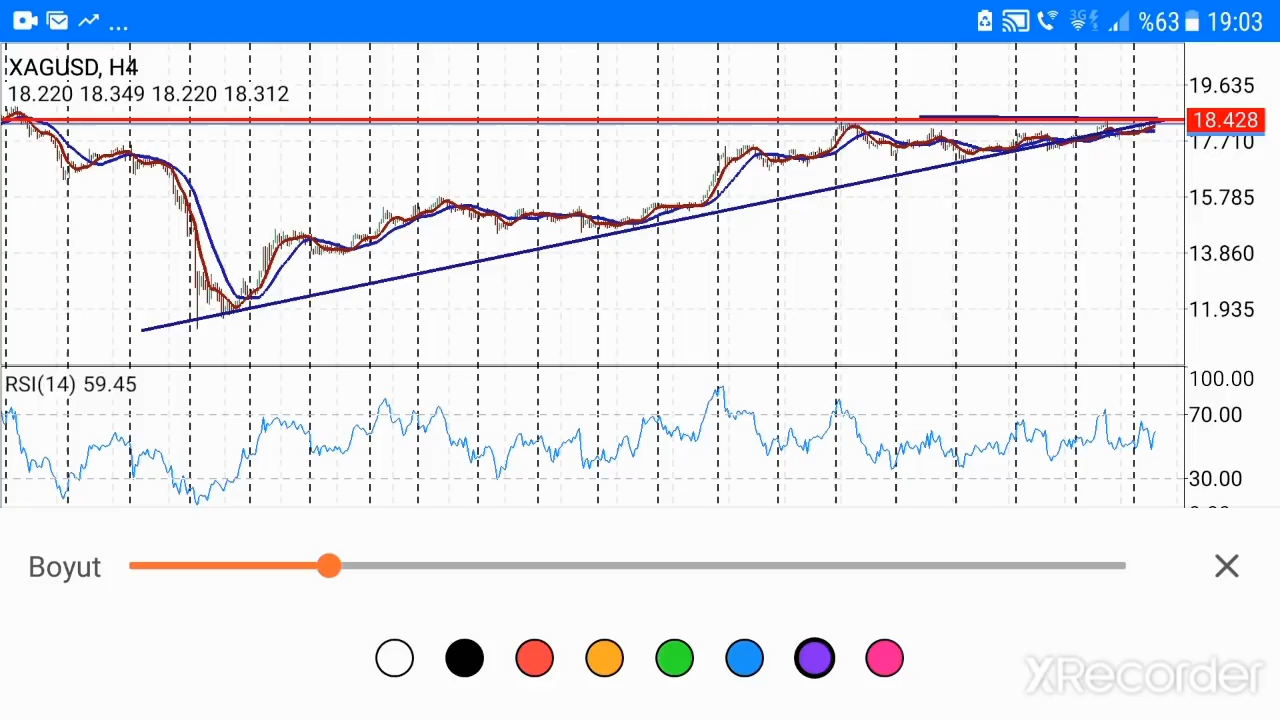 ... 3G %63 19:03
XAGUSD, H4
18.220 18.349 18.220 18.312
19.635
18.428
17.710
15.785
13.860
11.935
RSI(14) 59.45
100.00
70.00
30.00
Boyut
XRecorder